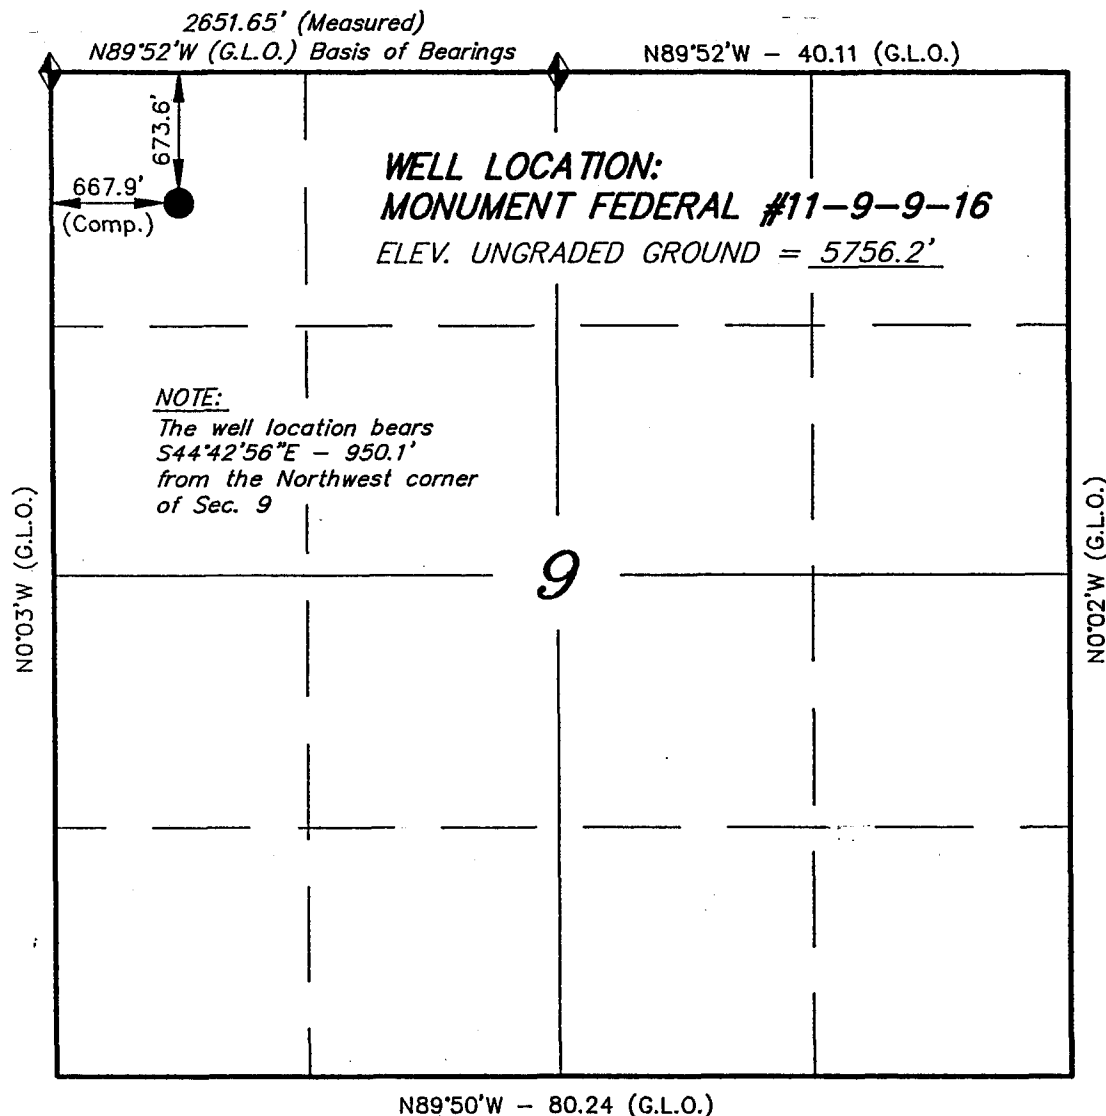 2651.65' (Measured)
N89°52'W (G.L.O.) Basis of Bearings
N89°52'W – 40.11 (G.L.O.)
673.6'
667.9'
(Comp.)
WELL LOCATION:
MONUMENT FEDERAL #11–9–9–16
ELEV. UNGRADED GROUND = 5756.2'
NOTE:
The well location bears
S44°42'56"E – 950.1'
from the Northwest corner
of Sec. 9
N0°03'W (G.L.O.)
9
N0°02'W (G.L.O.)
N89°50'W – 80.24 (G.L.O.)